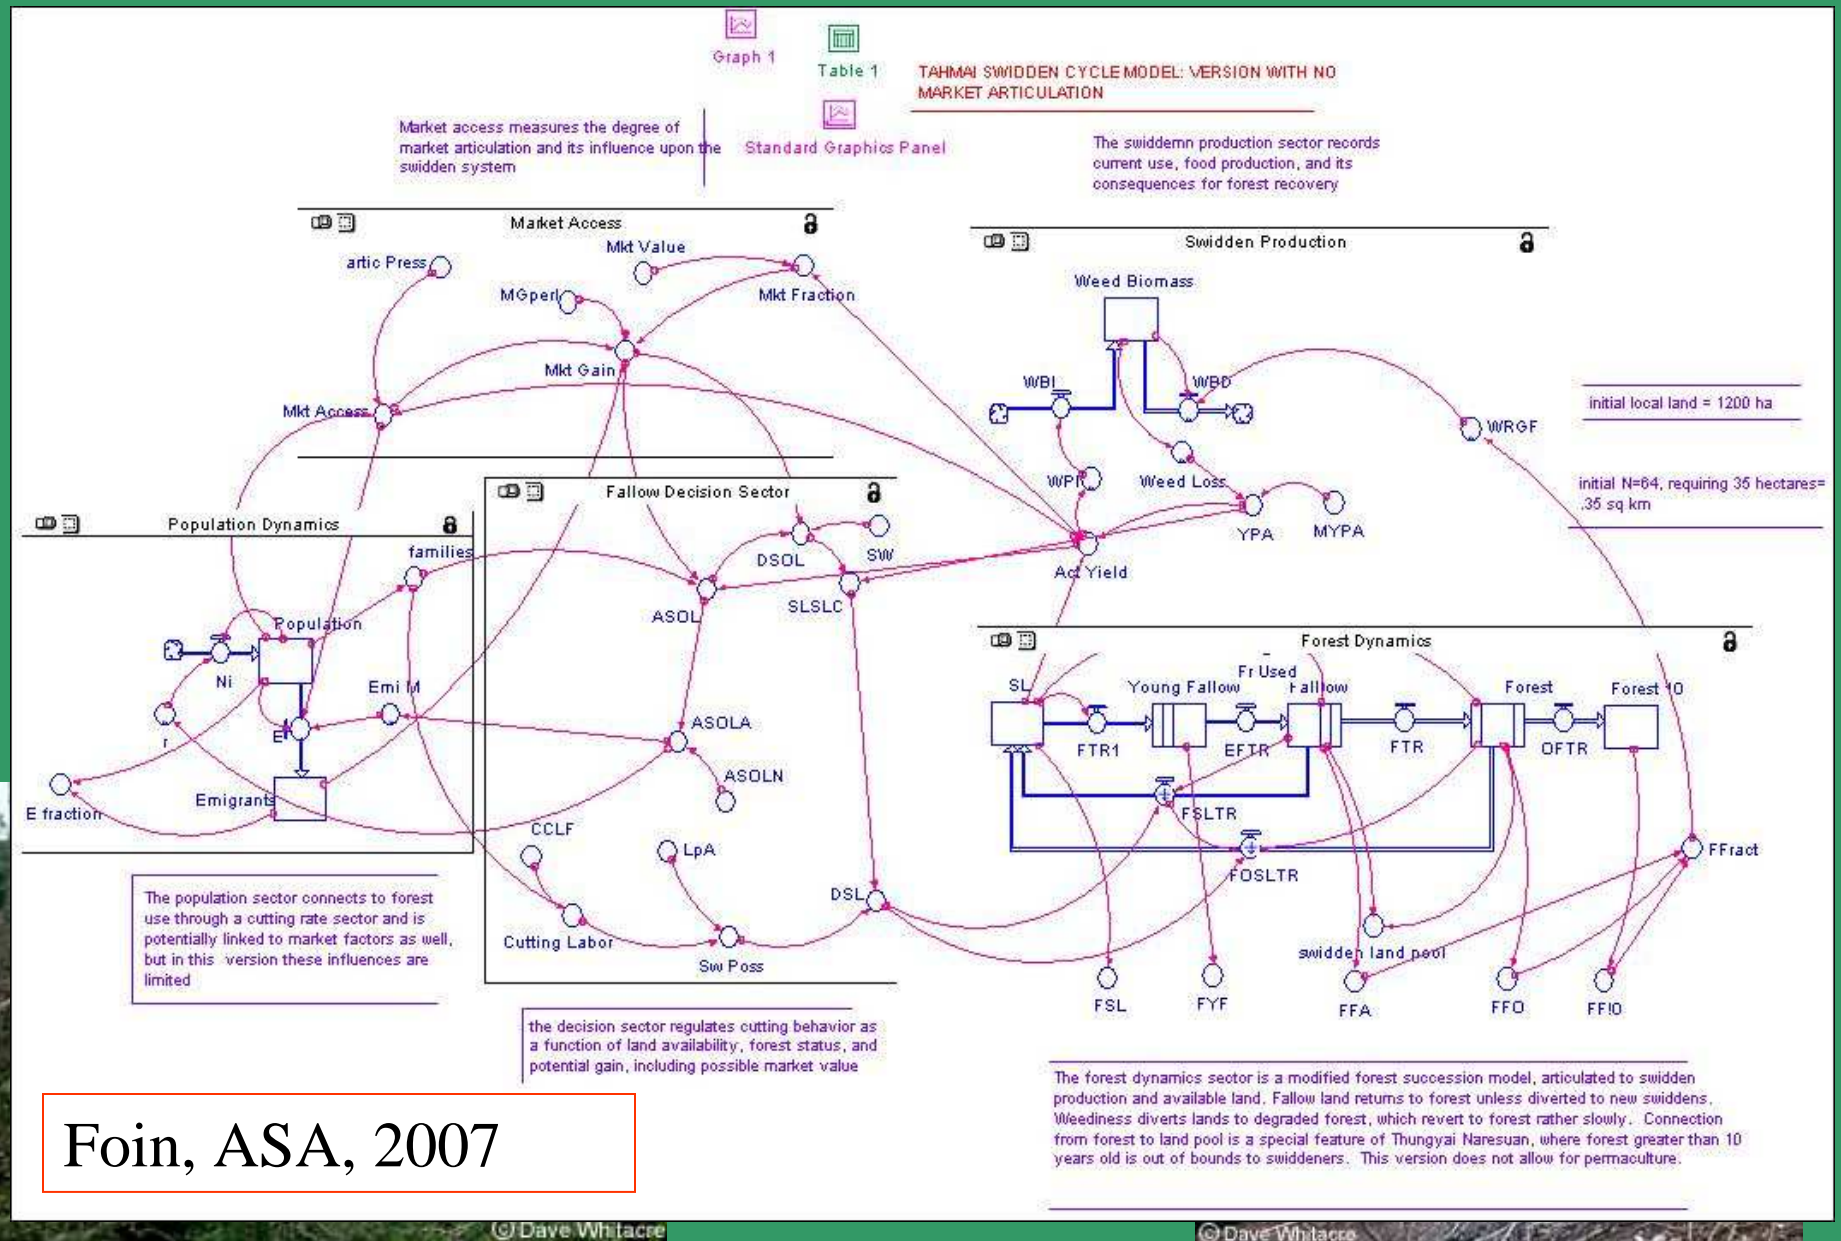 Graph 1
Table 1
TAHMAI SWIDDEN CYCLE MODEL: VERSION WITH NO
MARKET ARTICULATION
Standard Graphics Panel
Market access measures the degree of
market articulation and its influence upon the
swidden system
The swiddemn production sector records
current use, food production, and its
consequences for forest recovery
Market Access
artic Press
Mkt Value
MGperl
Mkt Fraction
Mkt Gain
Mkt Access
Swidden Production
Weed Biomass
WBI
WBD
WRGF
WPI
Weed Loss
YPA
MYPA
Act Yield
initial local land = 1200 ha
initial N=64, requiring 35 hectares=
.35 sq km
Population Dynamics
families
Population
Ni
Emi M
r
E fraction
Emigrants
Fallow Decision Sector
DSOL
SW
ASOL
SLSLC
ASOLA
ASOLN
CCLF
LpA
DSL
Cutting Labor
Sw Poss
Forest Dynamics
Fr Used
SL
Young Fallow
Falllow
Forest
Forest 10
FTR1
EFTR
FTR
OFTR
FSLTR
FOSLTR
FFract
swidden land pool
FSL
FYF
FFA
FFO
FF10
The population sector connects to forest
use through a cutting rate sector and is
potentially linked to market factors as well,
but in this version these influences are
limited
the decision sector regulates cutting behavior as
a function of land availability, forest status, and
potential gain, including possible market value
The forest dynamics sector is a modified forest succession model, articulated to swidden
production and available land. Fallow land returns to forest unless diverted to new swiddens.
Weediness diverts lands to degraded forest, which revert to forest rather slowly. Connection
from forest to land pool is a special feature of Thungyai Naresuan, where forest greater than 10
years old is out of bounds to swiddeners. This version does not allow for permaculture.
Foin, ASA, 2007
© Dave Whitacre
© Dave Whitacre